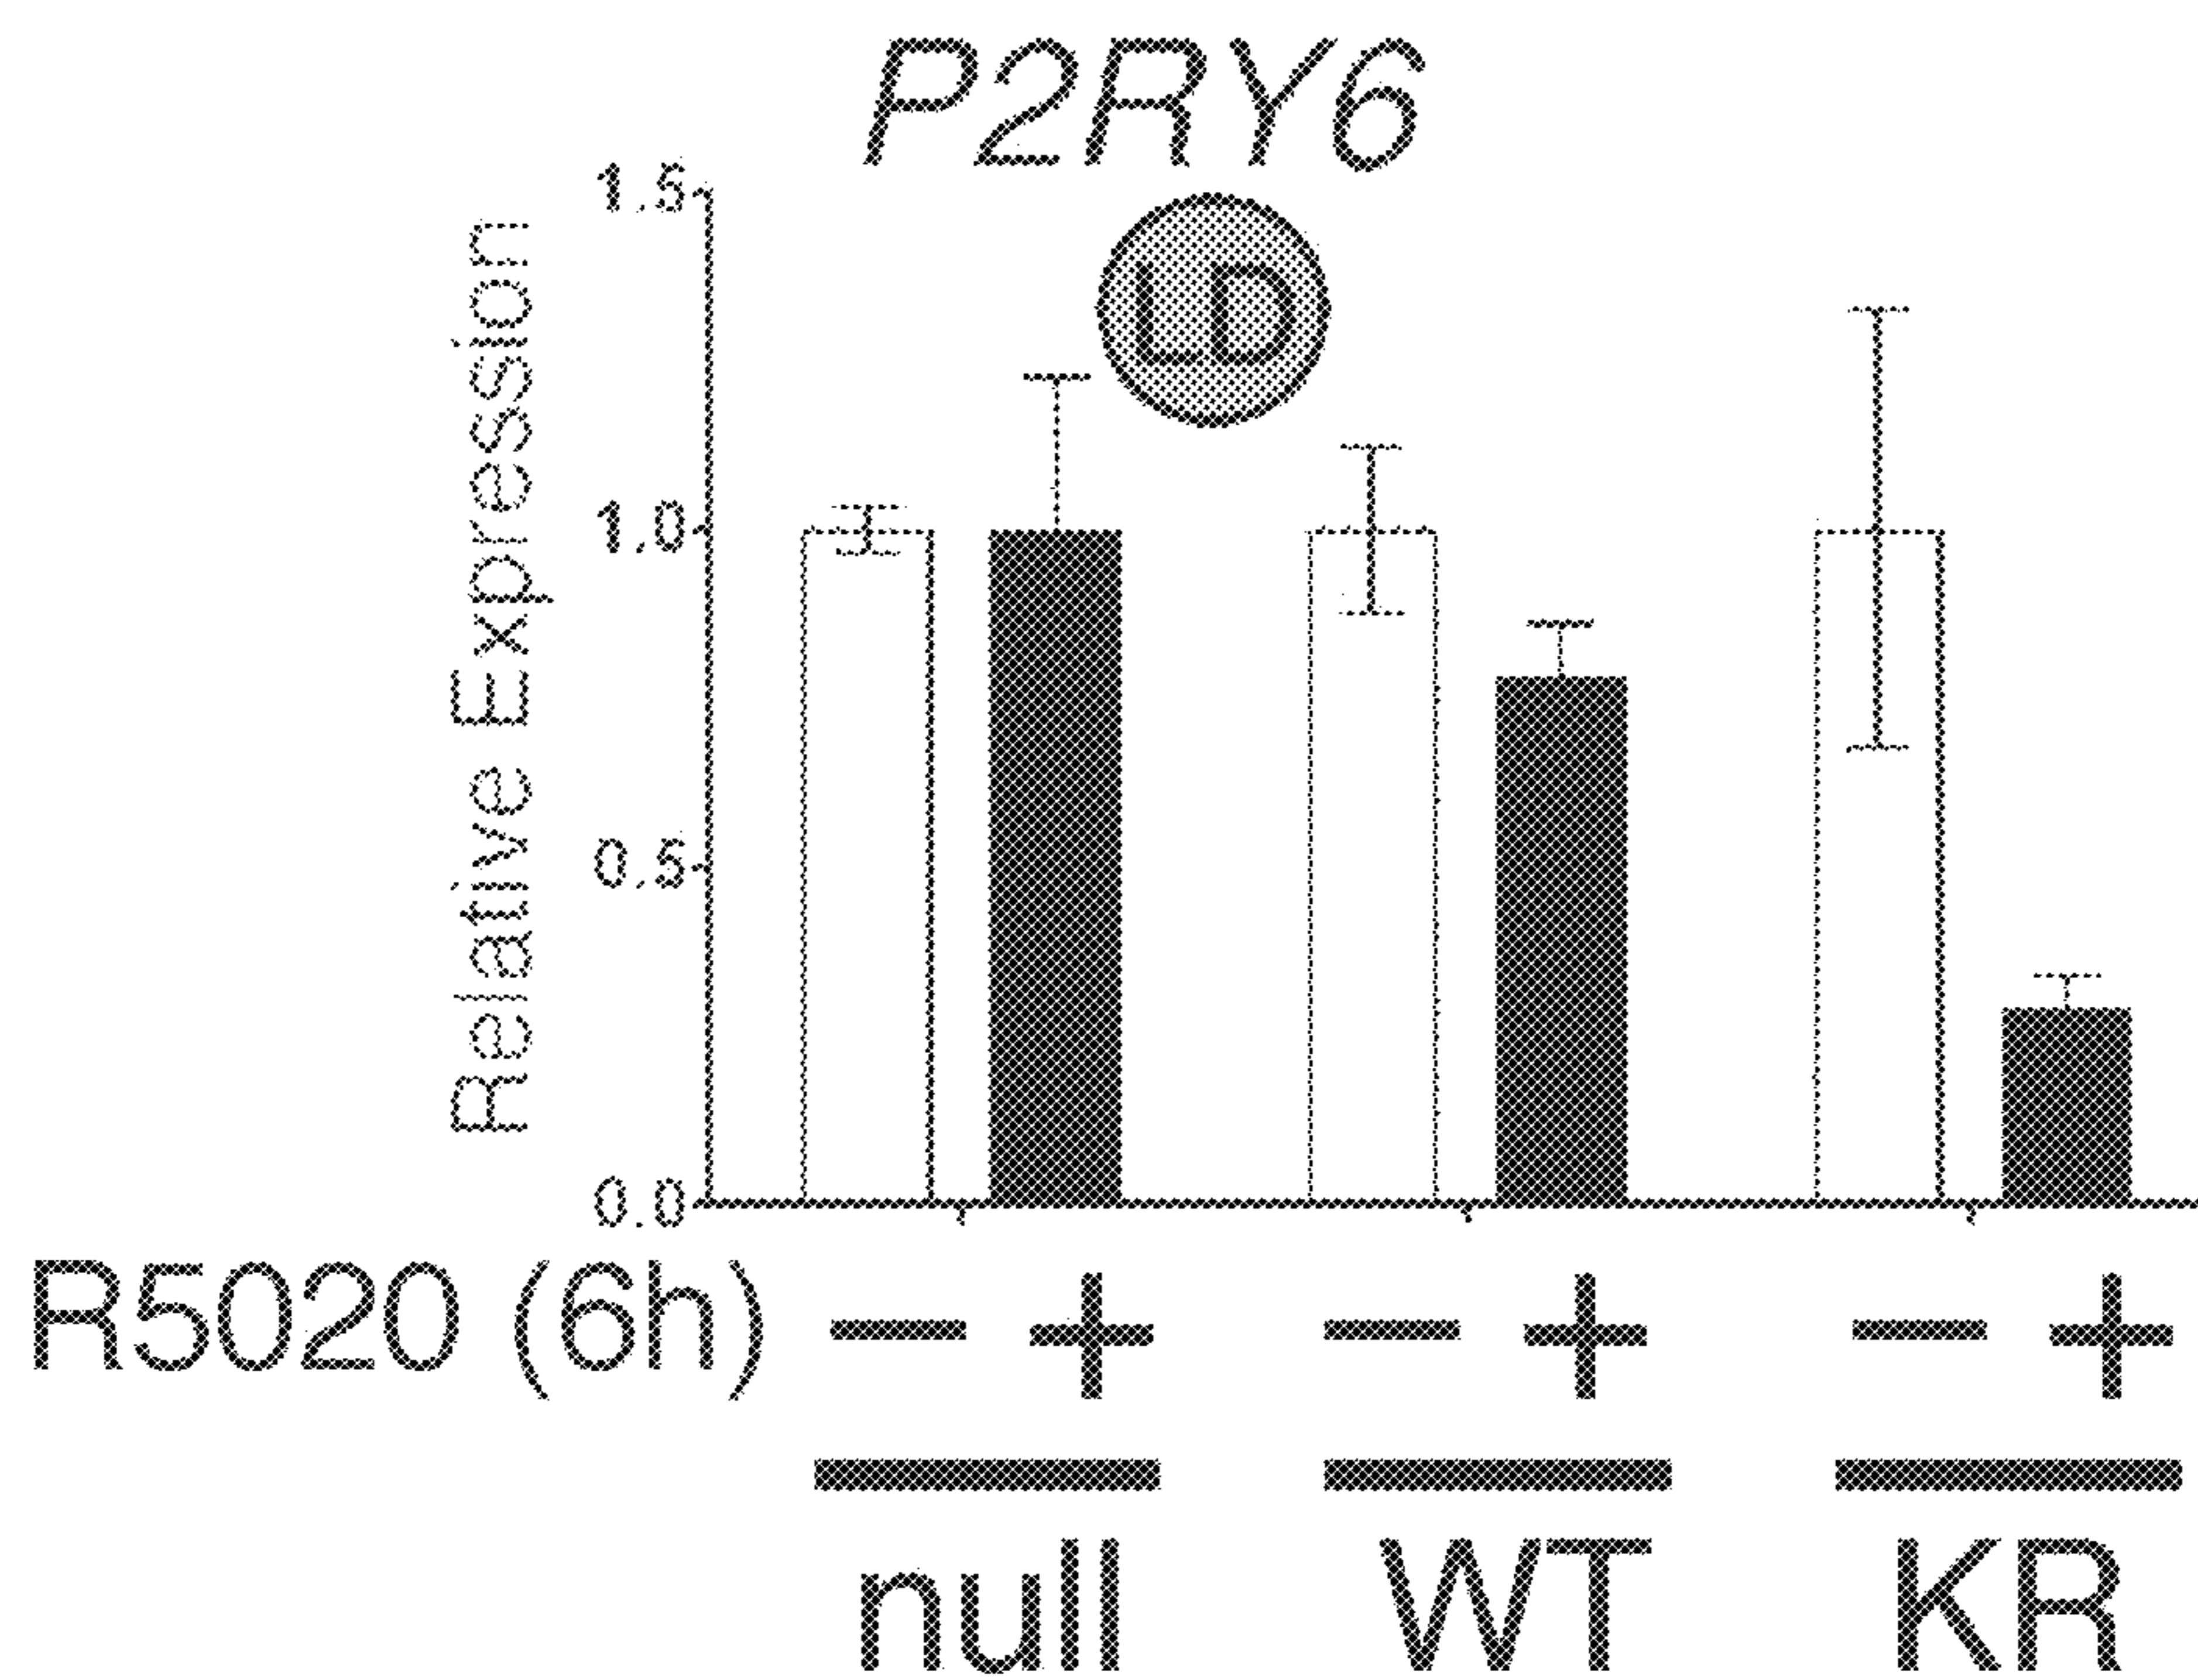 P2RY6
LD
Relative Expression
1.5
1.0
0.5
0.0
R5020 (6h) − + − + − +
null WT KR